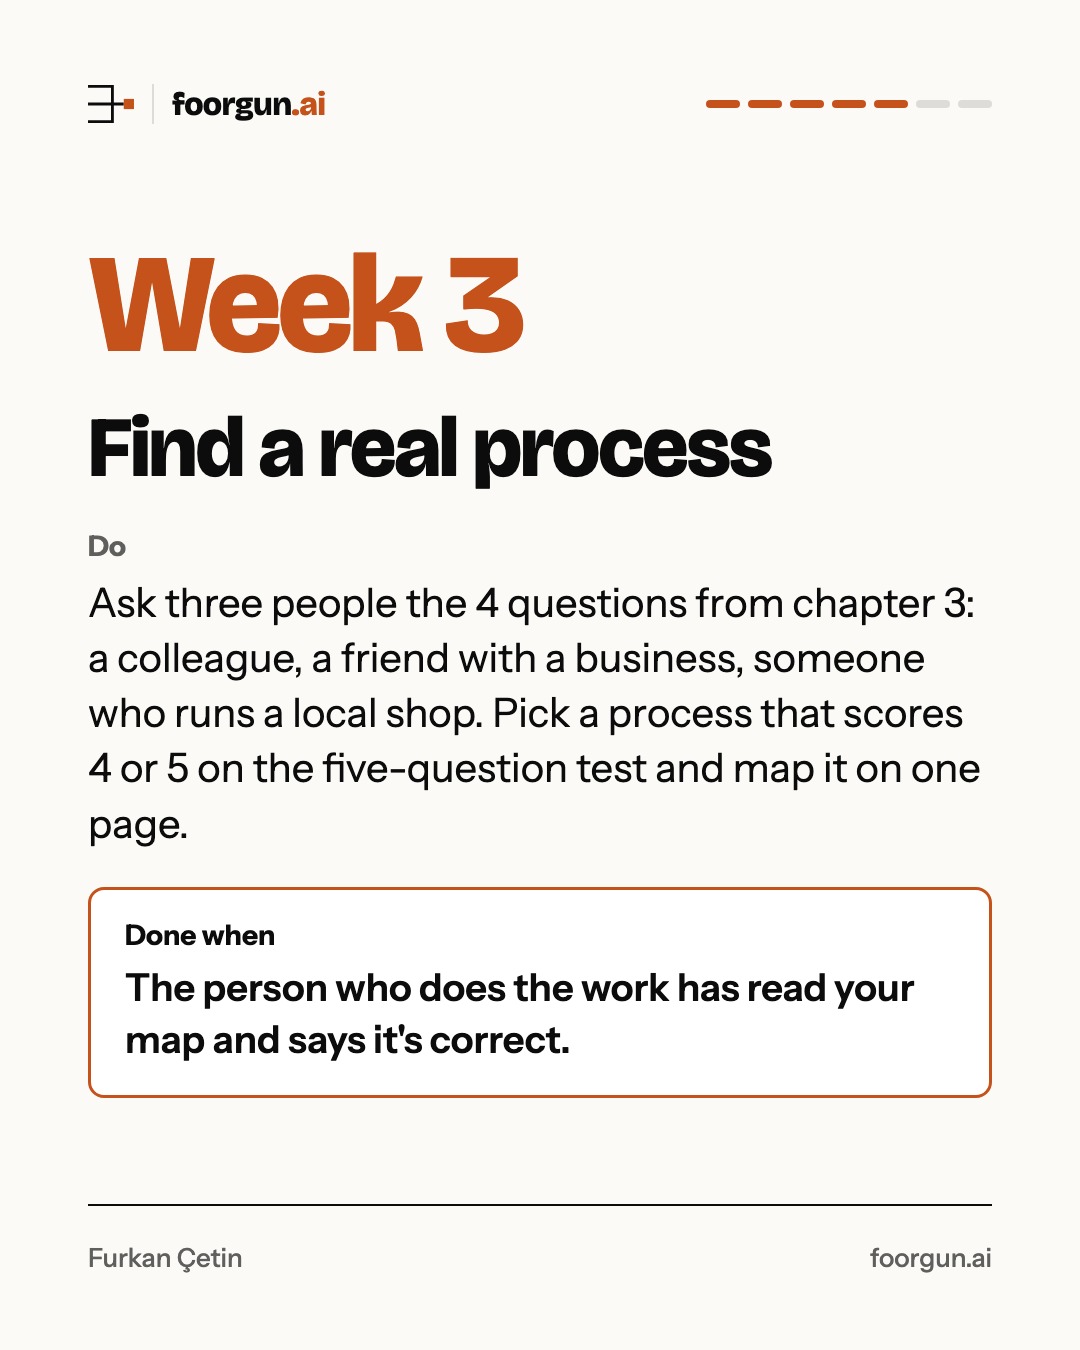 foorgun.ai
Week 3
Find a real process
Do
Ask three people the 4 questions from chapter 3:
a colleague, a friend with a business, someone
who runs a local shop. Pick a process that scores
4 or 5 on the five-question test and map it on one
page.
Done when
The person who does the work has read your
map and says it's correct.
Furkan Çetin
foorgun.ai